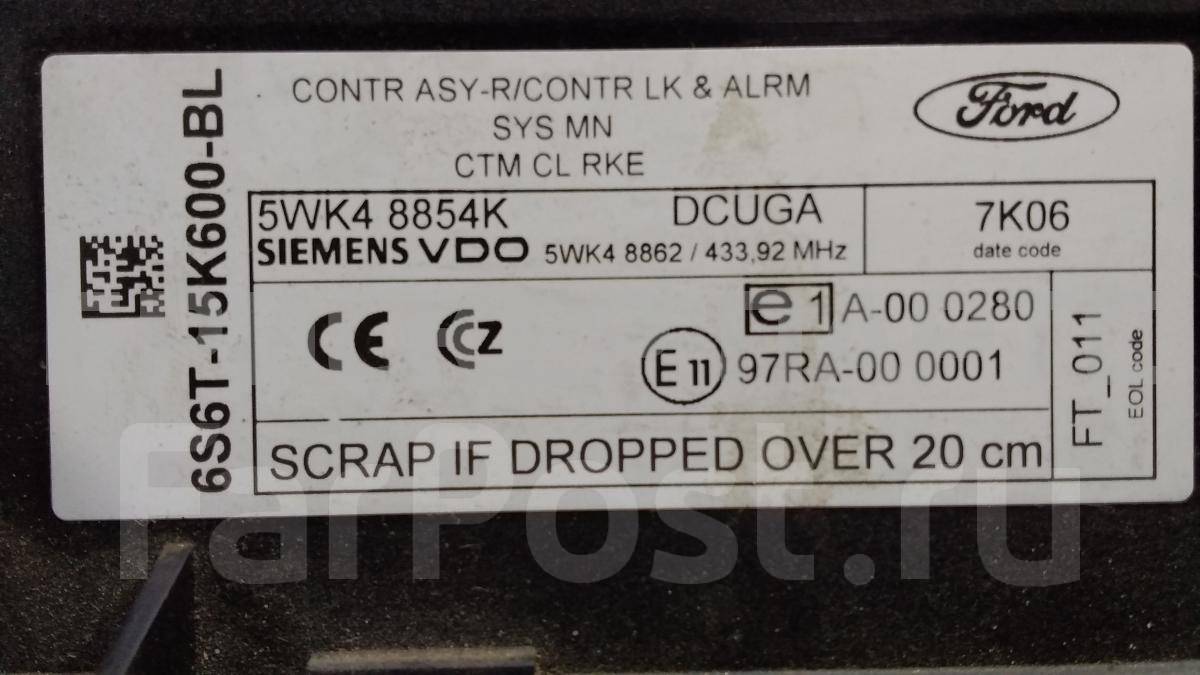 CONTR ASY-R/CONTR LK & ALRM
SYS MN
CTM CL RKE
Ford
6S6T-15K600-BL
5WK4 8854K DCUGA
SIEMENS VDO 5WK4 8862 / 433,92 MHz
7K06
date code
CE CCZ
e 1 A-00 0280
E 11 97RA-00 0001
FT_011
EOL code
SCRAP IF DROPPED OVER 20 cm
FarPost.ru